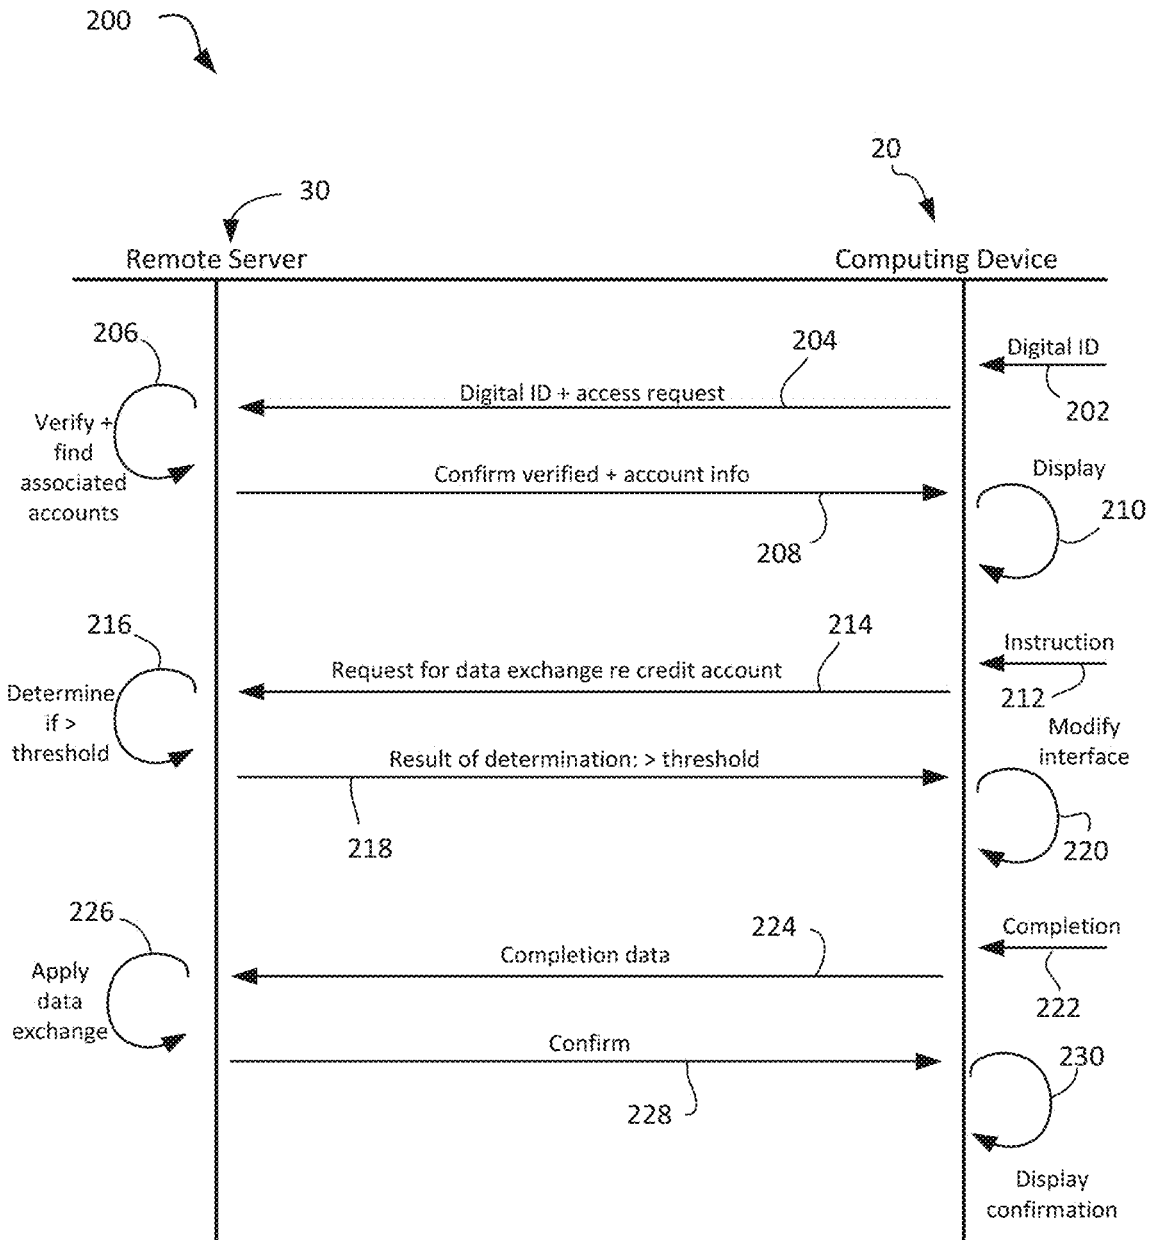 200
20
30
Remote Server
Computing Device
206
204
Digital ID
Digital ID + access request
202
Verify +
find
associated
accounts
Confirm verified + account info
Display
210
208
216
214
Instruction
Request for data exchange re credit account
212
Determine
if >
threshold
Modify
interface
Result of determination: > threshold
218
220
226
224
Completion
Completion data
Apply
data
exchange
222
Confirm
230
228
Display
confirmation